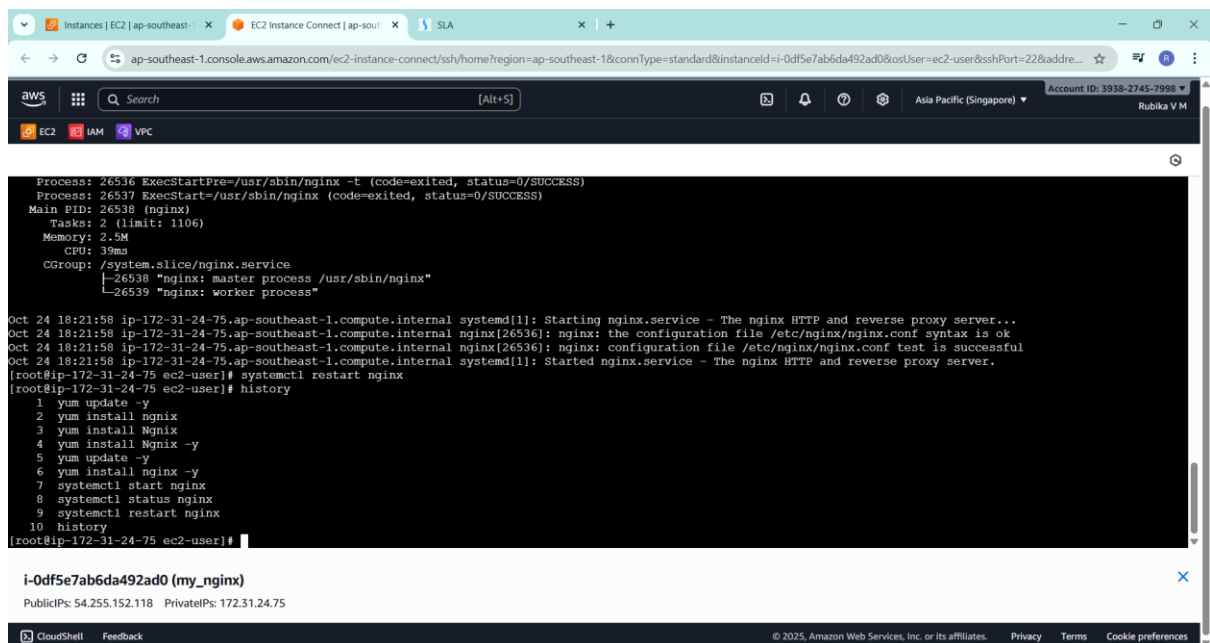 Instances | EC2 | ap-southeast-1
EC2 Instance Connect | ap-sout
SLA
ap-southeast-1.console.aws.amazon.com/ec2-instance-connect/ssh/home?region=ap-southeast-1&connType=standard&instanceId=i-0df5e7ab6da492ad0&osUser=ec2-user&sshPort=22&addre...
R
aws
Search
[Alt+S]
Asia Pacific (Singapore)
Account ID: 3938-2745-7998
Rubika V M
EC2 IAM VPC
Process: 26536 ExecStartPre=/usr/sbin/nginx -t (code=exited, status=0/SUCCESS)
Process: 26537 ExecStart=/usr/sbin/nginx (code=exited, status=0/SUCCESS)
Main PID: 26538 (nginx)
Tasks: 2 (limit: 1106)
Memory: 2.5M
CPU: 39ms
CGroup: /system.slice/nginx.service
├─26538 "nginx: master process /usr/sbin/nginx"
└─26539 "nginx: worker process"
Oct 24 18:21:58 ip-172-31-24-75.ap-southeast-1.compute.internal systemd[1]: Starting nginx.service - The nginx HTTP and reverse proxy server...
Oct 24 18:21:58 ip-172-31-24-75.ap-southeast-1.compute.internal nginx[26536]: nginx: the configuration file /etc/nginx/nginx.conf syntax is ok
Oct 24 18:21:58 ip-172-31-24-75.ap-southeast-1.compute.internal nginx[26536]: nginx: configuration file /etc/nginx/nginx.conf test is successful
Oct 24 18:21:58 ip-172-31-24-75.ap-southeast-1.compute.internal systemd[1]: Started nginx.service - The nginx HTTP and reverse proxy server.
[root@ip-172-31-24-75 ec2-user]# systemctl restart nginx
[root@ip-172-31-24-75 ec2-user]# history
1 yum update -y
2 yum install ngnix
3 yum install Ngnix
4 yum install Ngnix -y
5 yum update -y
6 yum install nginx -y
7 systemctl start nginx
8 systemctl status nginx
9 systemctl restart nginx
10 history
[root@ip-172-31-24-75 ec2-user]#
i-0df5e7ab6da492ad0 (my_nginx)
PublicIPs: 54.255.152.118 PrivateIPs: 172.31.24.75
CloudShell Feedback
© 2025, Amazon Web Services, Inc. or its affiliates. Privacy Terms Cookie preferences